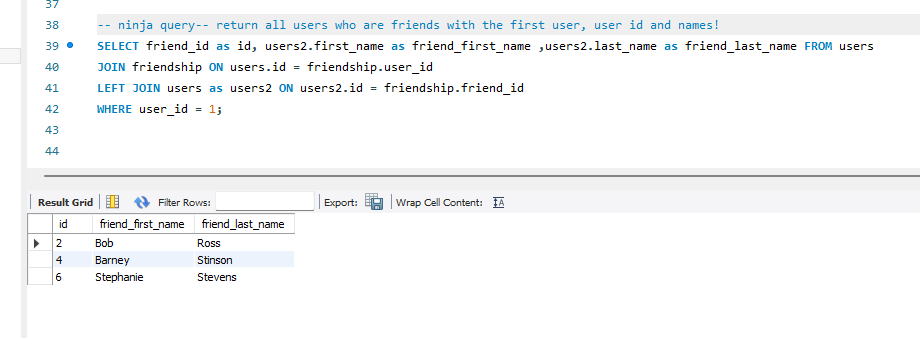 37
38 -- ninja query-- return all users who are friends with the first user, user id and names!
39 SELECT friend_id as id, users2.first_name as friend_first_name ,users2.last_name as friend_last_name FROM users
40 JOIN friendship ON users.id = friendship.user_id
41 LEFT JOIN users as users2 ON users2.id = friendship.friend_id
42 WHERE user_id = 1;
43
44
Result Grid Filter Rows: Export: Wrap Cell Content: IA
id friend_first_name friend_last_name
2 Bob Ross
4 Barney Stinson
6 Stephanie Stevens